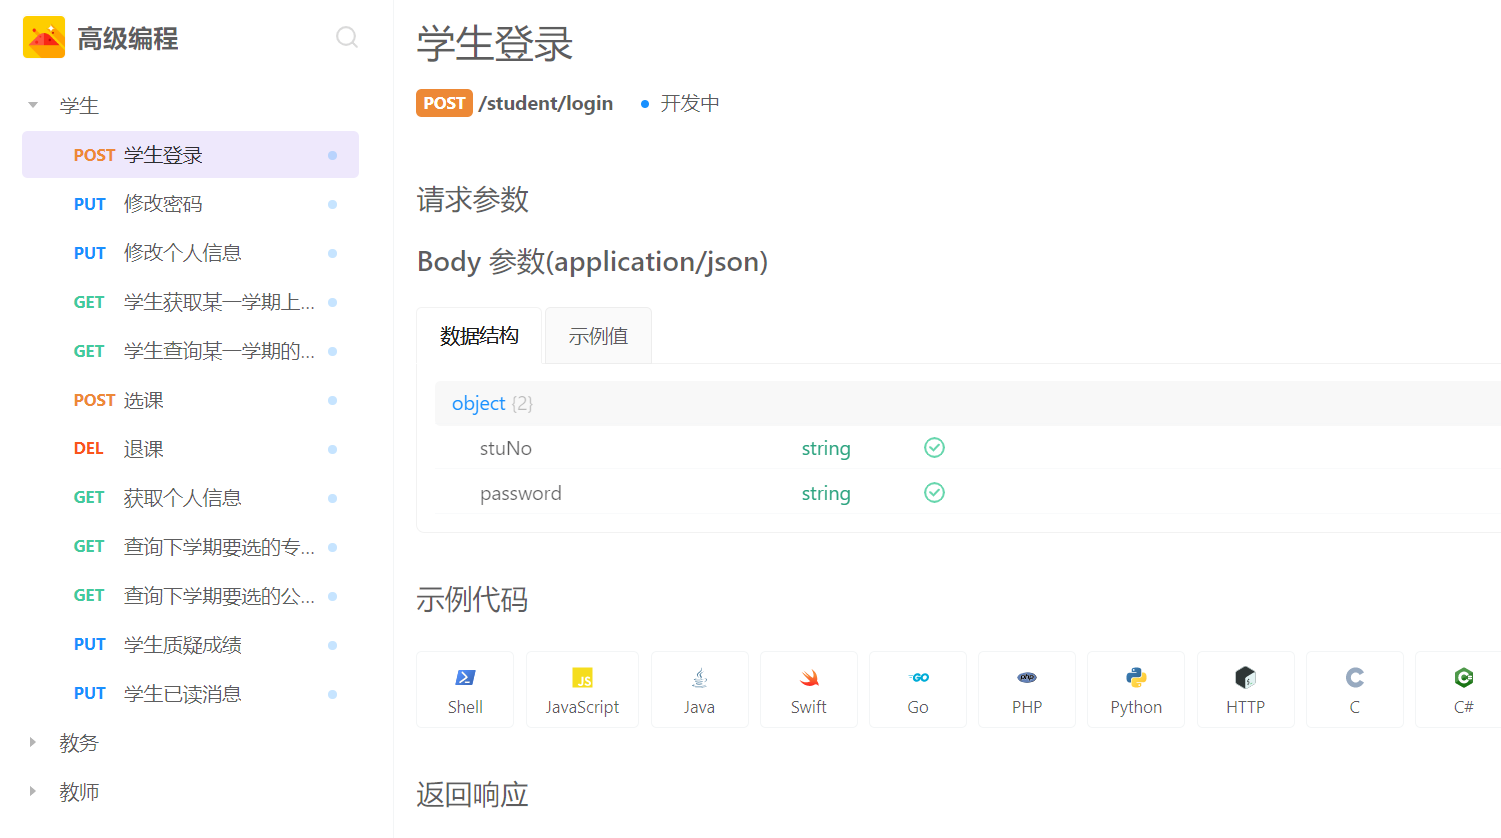 高级编程
学生
POST 学生登录
PUT 修改密码
PUT 修改个人信息
GET 学生获取某一学期上...
GET 学生查询某一学期的...
POST 选课
DEL 退课
GET 获取个人信息
GET 查询下学期要选的专...
GET 查询下学期要选的公...
PUT 学生质疑成绩
PUT 学生已读消息
教务
教师
学生登录
POST /student/login 开发中
请求参数
Body 参数(application/json)
数据结构 示例值
object {2}
stuNo string
password string
示例代码
Shell JavaScript Java Swift Go PHP Python HTTP C C#
返回响应